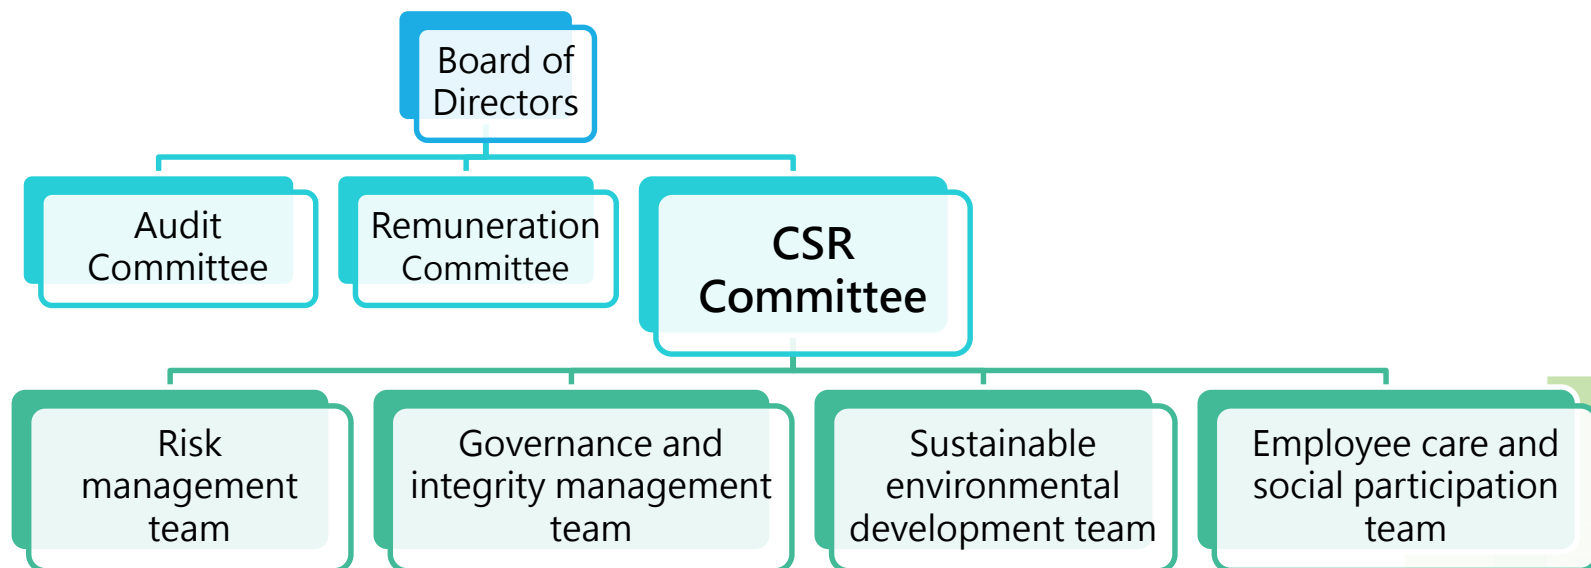 Board of
Directors
Audit
Committee
Remuneration
Committee
CSR
Committee
Risk
management
team
Governance and
integrity management
team
Sustainable
environmental
development team
Employee care and
social participation
team